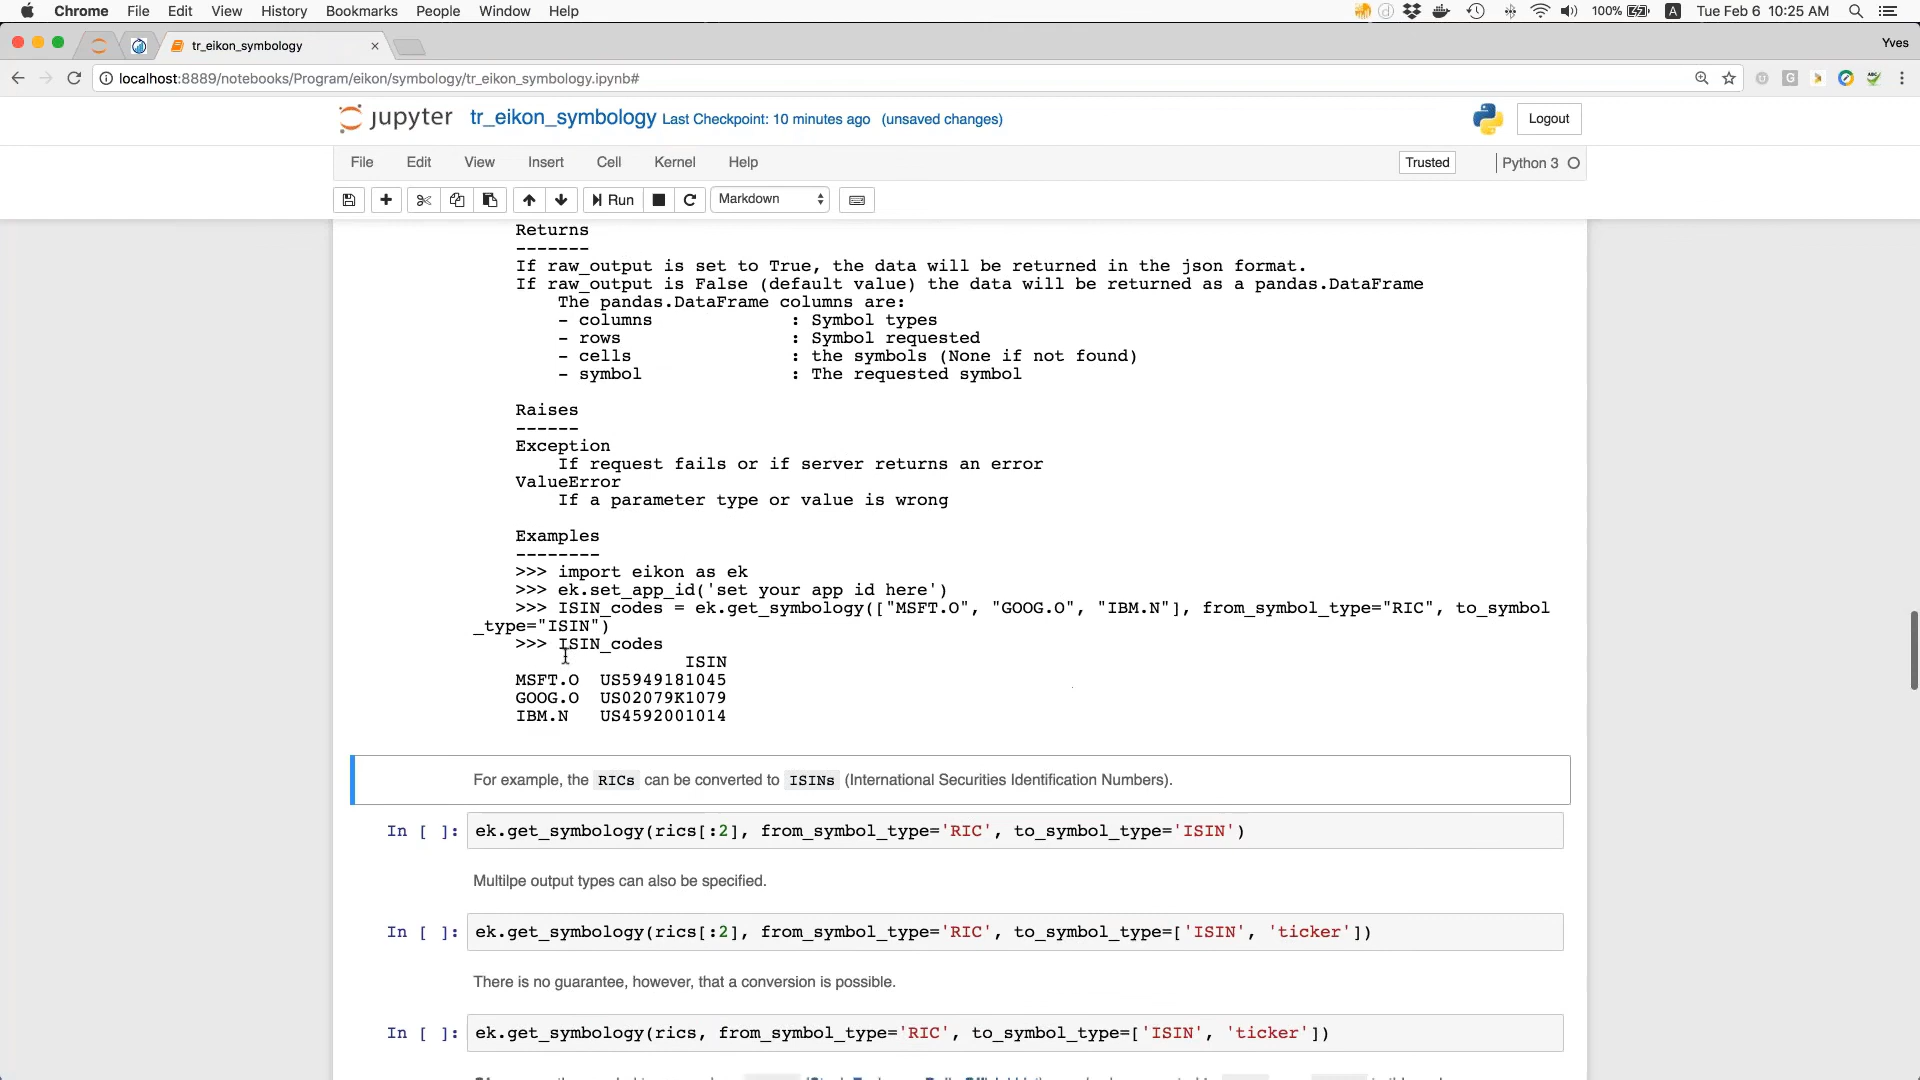 Chrome File Edit View History Bookmarks People Window Help 100% Tue Feb 6 10:25 AM
tr_eikon_symbology Yves
localhost:8889/notebooks/Program/eikon/symbology/tr_eikon_symbology.ipynb#
jupyter tr_eikon_symbology Last Checkpoint: 10 minutes ago (unsaved changes) Logout
File Edit View Insert Cell Kernel Help Trusted Python 3
Run Markdown
Returns
-------
If raw_output is set to True, the data will be returned in the json format.
If raw_output is False (default value) the data will be returned as a pandas.DataFrame
The pandas.DataFrame columns are:
- columns : Symbol types
- rows : Symbol requested
- cells : the symbols (None if not found)
- symbol : The requested symbol
Raises
------
Exception
If request fails or if server returns an error
ValueError
If a parameter type or value is wrong
Examples
--------
>>> import eikon as ek
>>> ek.set_app_id('set your app id here')
>>> ISIN_codes = ek.get_symbology(["MSFT.O", "GOOG.O", "IBM.N"], from_symbol_type="RIC", to_symbol
_type="ISIN")
>>> ISIN_codes
ISIN
MSFT.O US5949181045
GOOG.O US02079K1079
IBM.N US4592001014
For example, the RICs can be converted to ISINs (International Securities Identification Numbers).
In [ ]: ek.get_symbology(rics[:2], from_symbol_type='RIC', to_symbol_type='ISIN')
Multilpe output types can also be specified.
In [ ]: ek.get_symbology(rics[:2], from_symbol_type='RIC', to_symbol_type=['ISIN', 'ticker'])
There is no guarantee, however, that a conversion is possible.
In [ ]: ek.get_symbology(rics, from_symbol_type='RIC', to_symbol_type=['ISIN', 'ticker'])